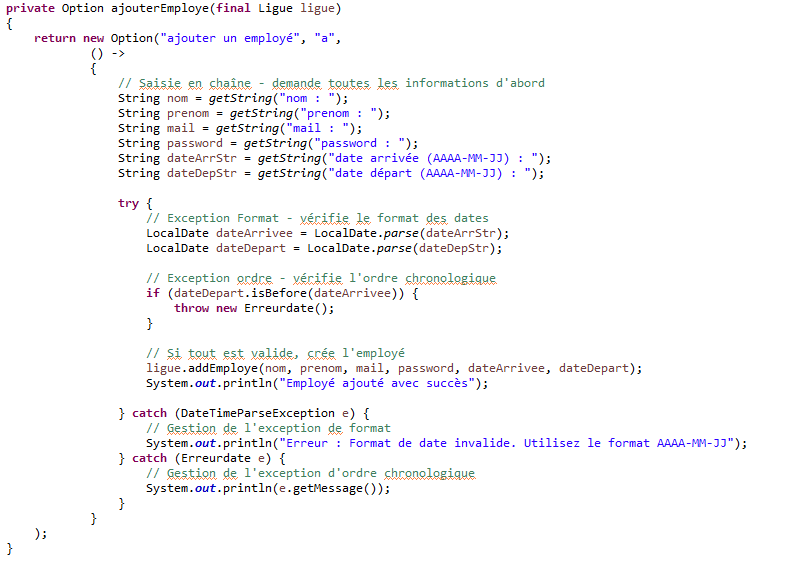 private Option ajouterEmploye(final Ligue ligue)
{
    return new Option("ajouter un employé", "a",
            () ->
            {
                // Saisie en chaîne - demande toutes les informations d'abord
                String nom = getString("nom : ");
                String prenom = getString("prenom : ");
                String mail = getString("mail : ");
                String password = getString("password : ");
                String dateArrStr = getString("date arrivée (AAAA-MM-JJ) : ");
                String dateDepStr = getString("date départ (AAAA-MM-JJ) : ");

                try {
                    // Exception Format - vérifie le format des dates
                    LocalDate dateArrivee = LocalDate.parse(dateArrStr);
                    LocalDate dateDepart = LocalDate.parse(dateDepStr);

                    // Exception ordre - vérifie l'ordre chronologique
                    if (dateDepart.isBefore(dateArrivee)) {
                        throw new Erreurdate();
                    }

                    // Si tout est valide, crée l'employé
                    ligue.addEmploye(nom, prenom, mail, password, dateArrivee, dateDepart);
                    System.out.println("Employé ajouté avec succès");

                } catch (DateTimeParseException e) {
                    // Gestion de l'exception de format
                    System.out.println("Erreur : Format de date invalide. Utilisez le format AAAA-MM-JJ");
                } catch (Erreurdate e) {
                    // Gestion de l'exception d'ordre chronologique
                    System.out.println(e.getMessage());
                }
            }
    );
}